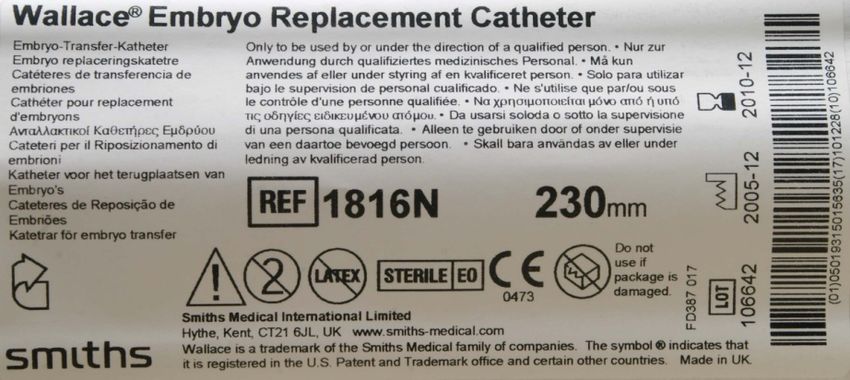 Wallace® Embryo Replacement Catheter
Embryo-Transfer-Katheter
Embryo replaceringskatetre
Catéteres de transferencia de
embriones
Cathéter pour replacement
d'embryons
Ανταλλακτικοί Καθετήρες Εμβρύου
Cateteri per il Riposizionamento di
embrioni
Katheter voor het terugplaatsen van
Embryo's
Cateteres de Reposição de
Embriões
Katetrar för embryo transfer
Only to be used by or under the direction of a qualified person. • Nur zur
Anwendung durch qualifiziertes medizinisches Personal. • Må kun
anvendes af eller under styring af en kvalificeret person. • Solo para utilizar
bajo le supervision de personal cualificado. • Ne s'utilise que par/ou sous
le contrôle d'une personne qualifiée. • Να χρησιμοποιείται μόνο από ή υπό
τις οδηγίες ειδικευμένου ατόμου. • Da usarsi soloda o sotto la supervisione
di una persona qualificata. • Alleen te gebruiken door of onder supervisie
van een daartoe bevoegd persoon. • Skall bara användas av eller under
ledning av kvalificerad person.
REF 1816N 230mm
2
LATEX
STERILE EO
CE
0473
Do not
use if
package is
damaged.
Smiths Medical International Limited
Hythe, Kent, CT21 6JL, UK www.smiths-medical.com
Wallace is a trademark of the Smiths Medical family of companies. The symbol ® indicates that
it is registered in the U.S. Patent and Trademark office and certain other countries. Made in UK.
smiths
FD387 017
2010-12
2005-12
LOT 106642
(01)05019315015635(17)101228(10)106642